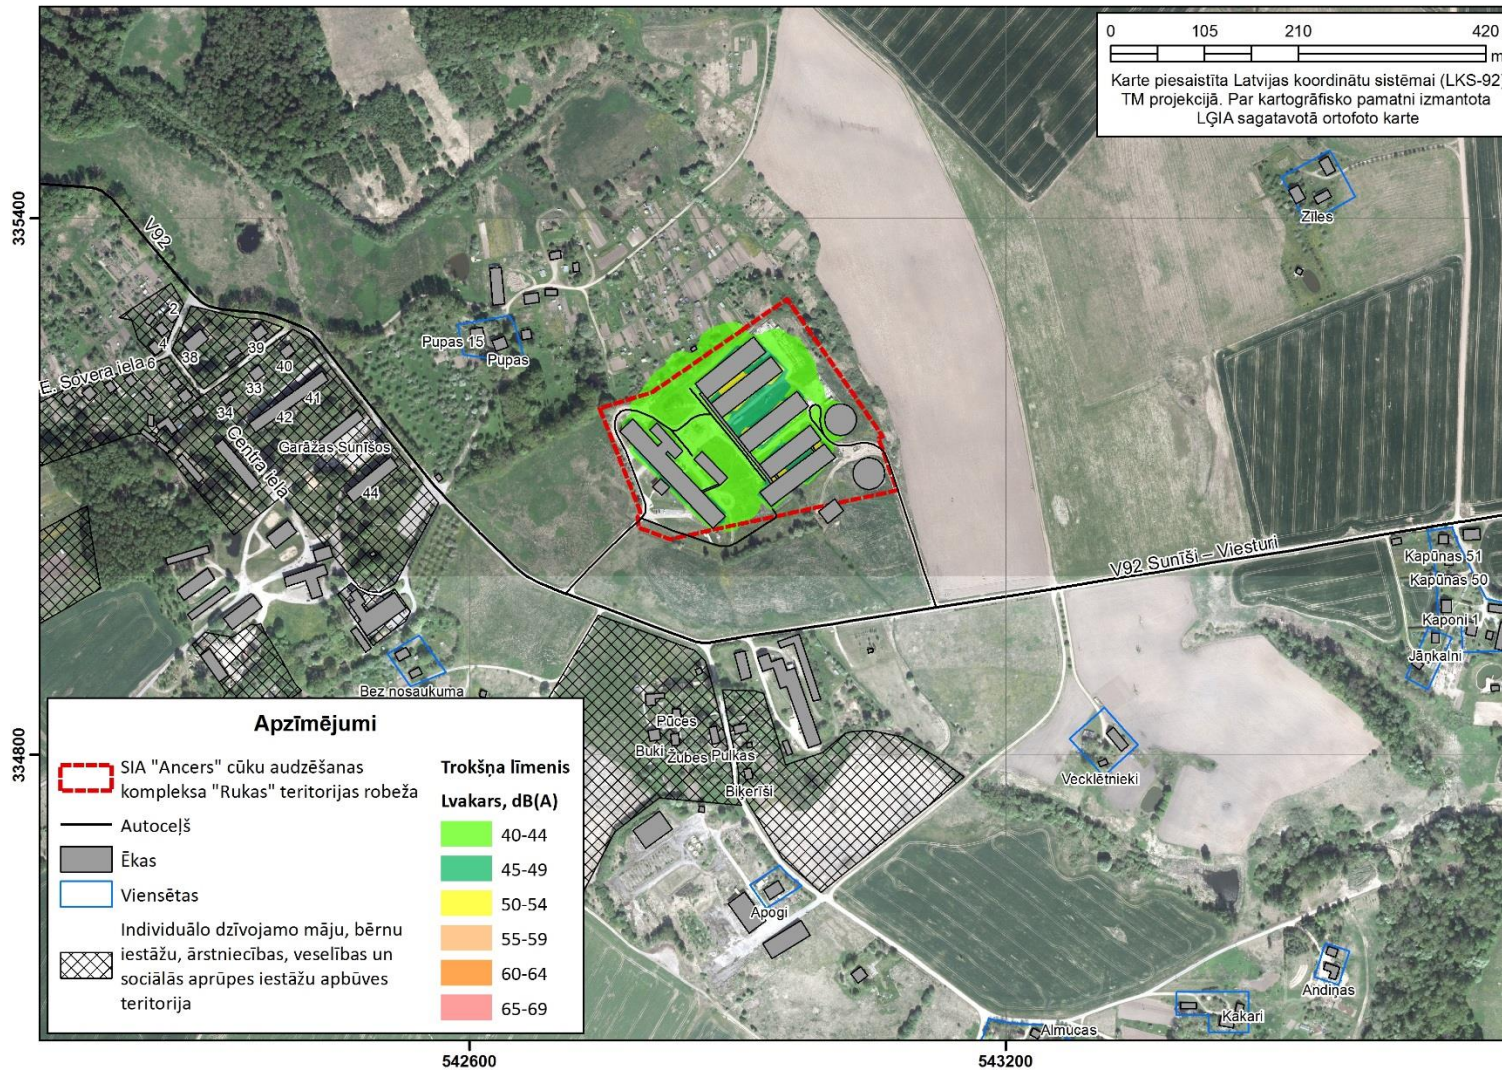 0 105 210 420
m
Karte piesaistīta Latvijas koordinātu sistēmai (LKS-92)
TM projekcijā. Par kartogrāfisko pamatni izmantota
LĢIA sagatavotā ortofoto karte
335400
334800
542600
543200
V92
Zīles
2
4
6
38
39
E. Sovera iela
40
33
41
34
42
Garāžas Sunīšos
Centra iela
44
Pupas 15
Pupas
V92 Sunīši – Viesturi
Kapūnas 51
Kapūnas 50
Kaponi 1
Jāņkalni
Bez nosaukuma
Pūces
Buki
Žubes
Pulkas
Biķerīši
Vecklētnieki
Apogi
Andiņas
Kakari
Almucas
Apzīmējumi
SIA "Ancers" cūku audzēšanas
kompleksa "Rukas" teritorijas robeža
Autoceļš
Ēkas
Viensētas
Individuālo dzīvojamo māju, bērnu
iestāžu, ārstniecības, veselības un
sociālās aprūpes iestāžu apbūves
teritorija
Trokšņa līmenis
Lvakars, dB(A)
40-44
45-49
50-54
55-59
60-64
65-69